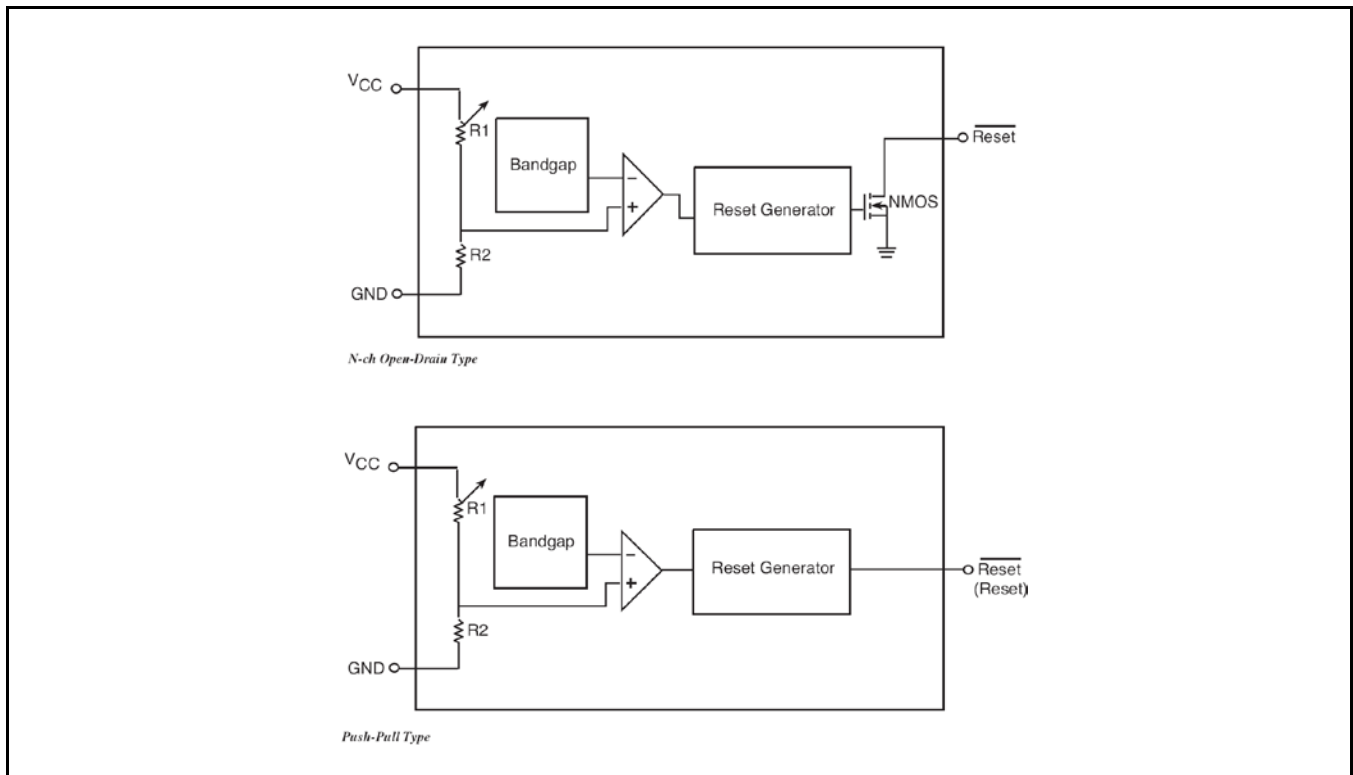 VCC
R1
Bandgap
−
+
R2
GND
Reset Generator
NMOS
Reset
N-ch Open-Drain Type
VCC
R1
Bandgap
−
+
R2
GND
Reset Generator
Reset
(Reset)
Push-Pull Type